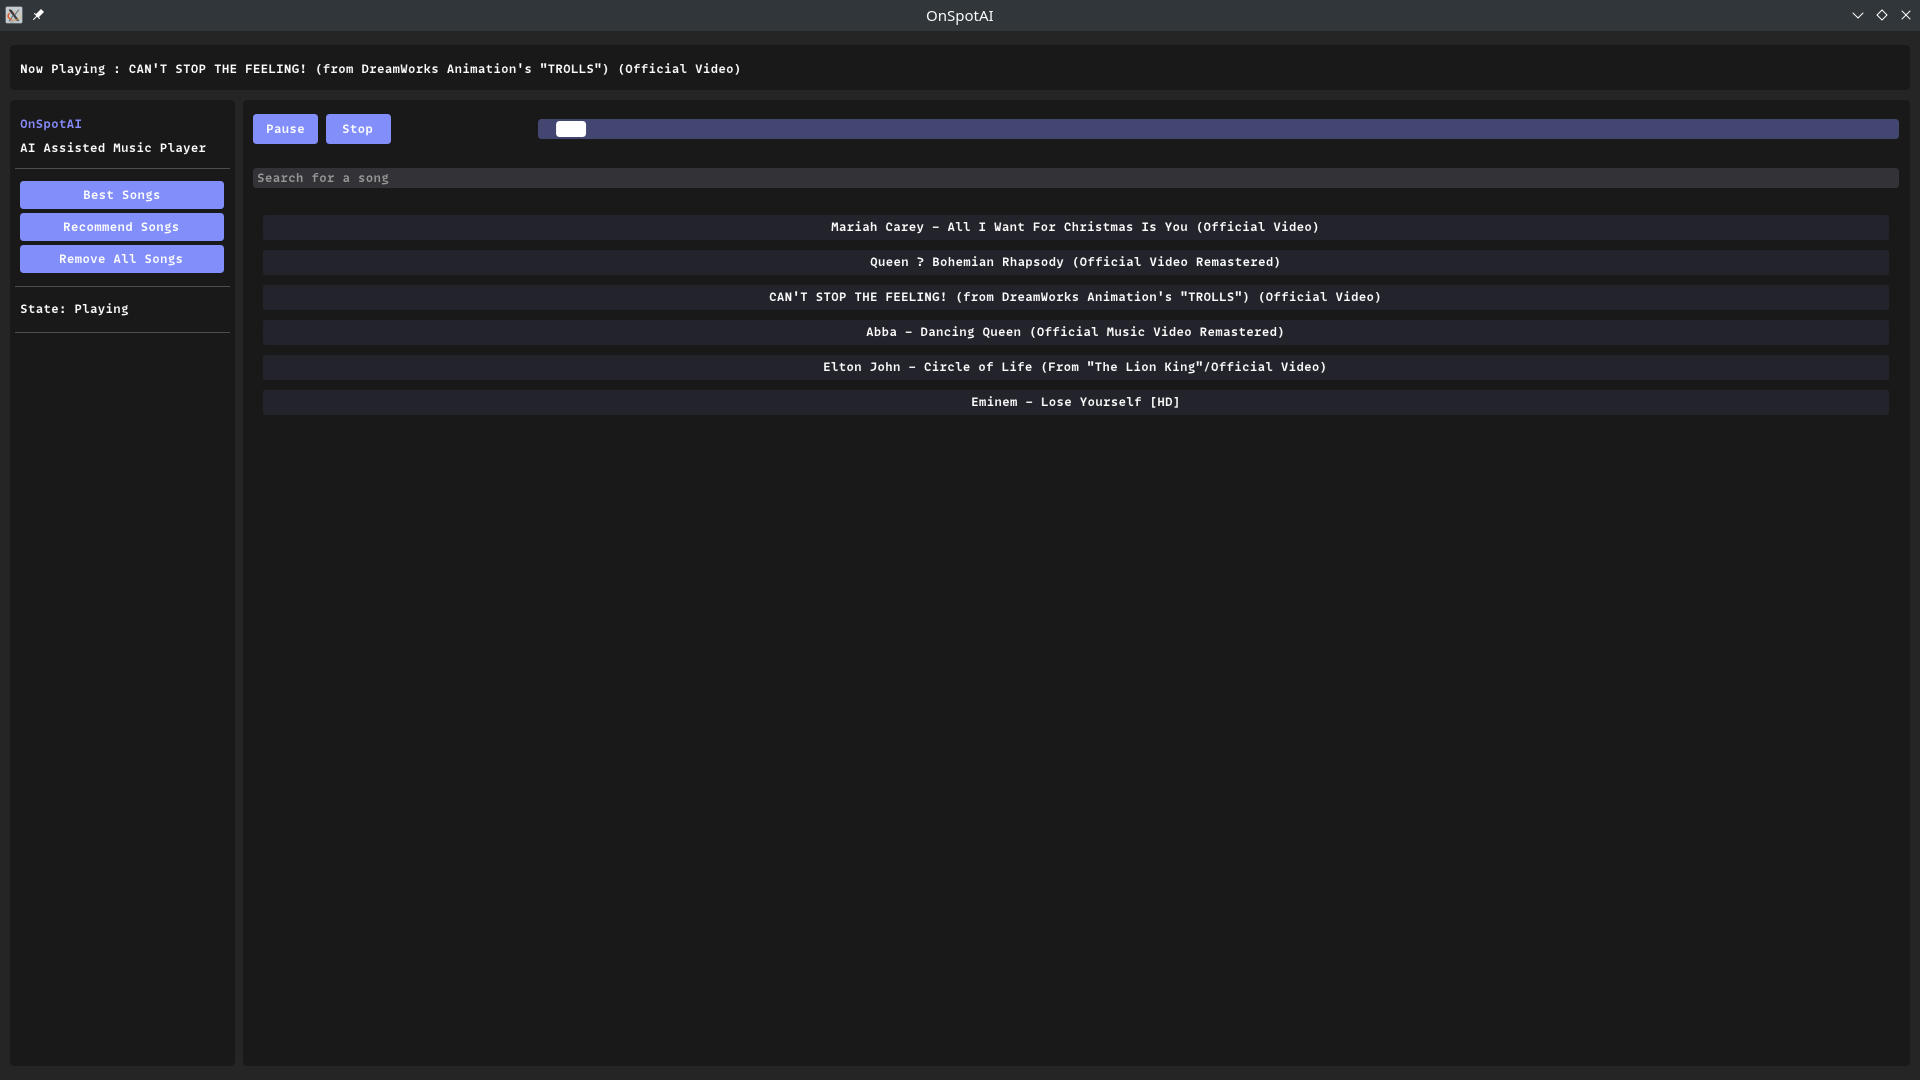 OnSpotAI
Now Playing : CAN'T STOP THE FEELING! (from DreamWorks Animation's "TROLLS") (Official Video)
OnSpotAI
AI Assisted Music Player
Best Songs
Recommend Songs
Remove All Songs
State: Playing
Pause Stop
Search for a song
Mariah Carey - All I Want For Christmas Is You (Official Video)
Queen ? Bohemian Rhapsody (Official Video Remastered)
CAN'T STOP THE FEELING! (from DreamWorks Animation's "TROLLS") (Official Video)
Abba - Dancing Queen (Official Music Video Remastered)
Elton John - Circle of Life (From "The Lion King"/Official Video)
Eminem - Lose Yourself [HD]